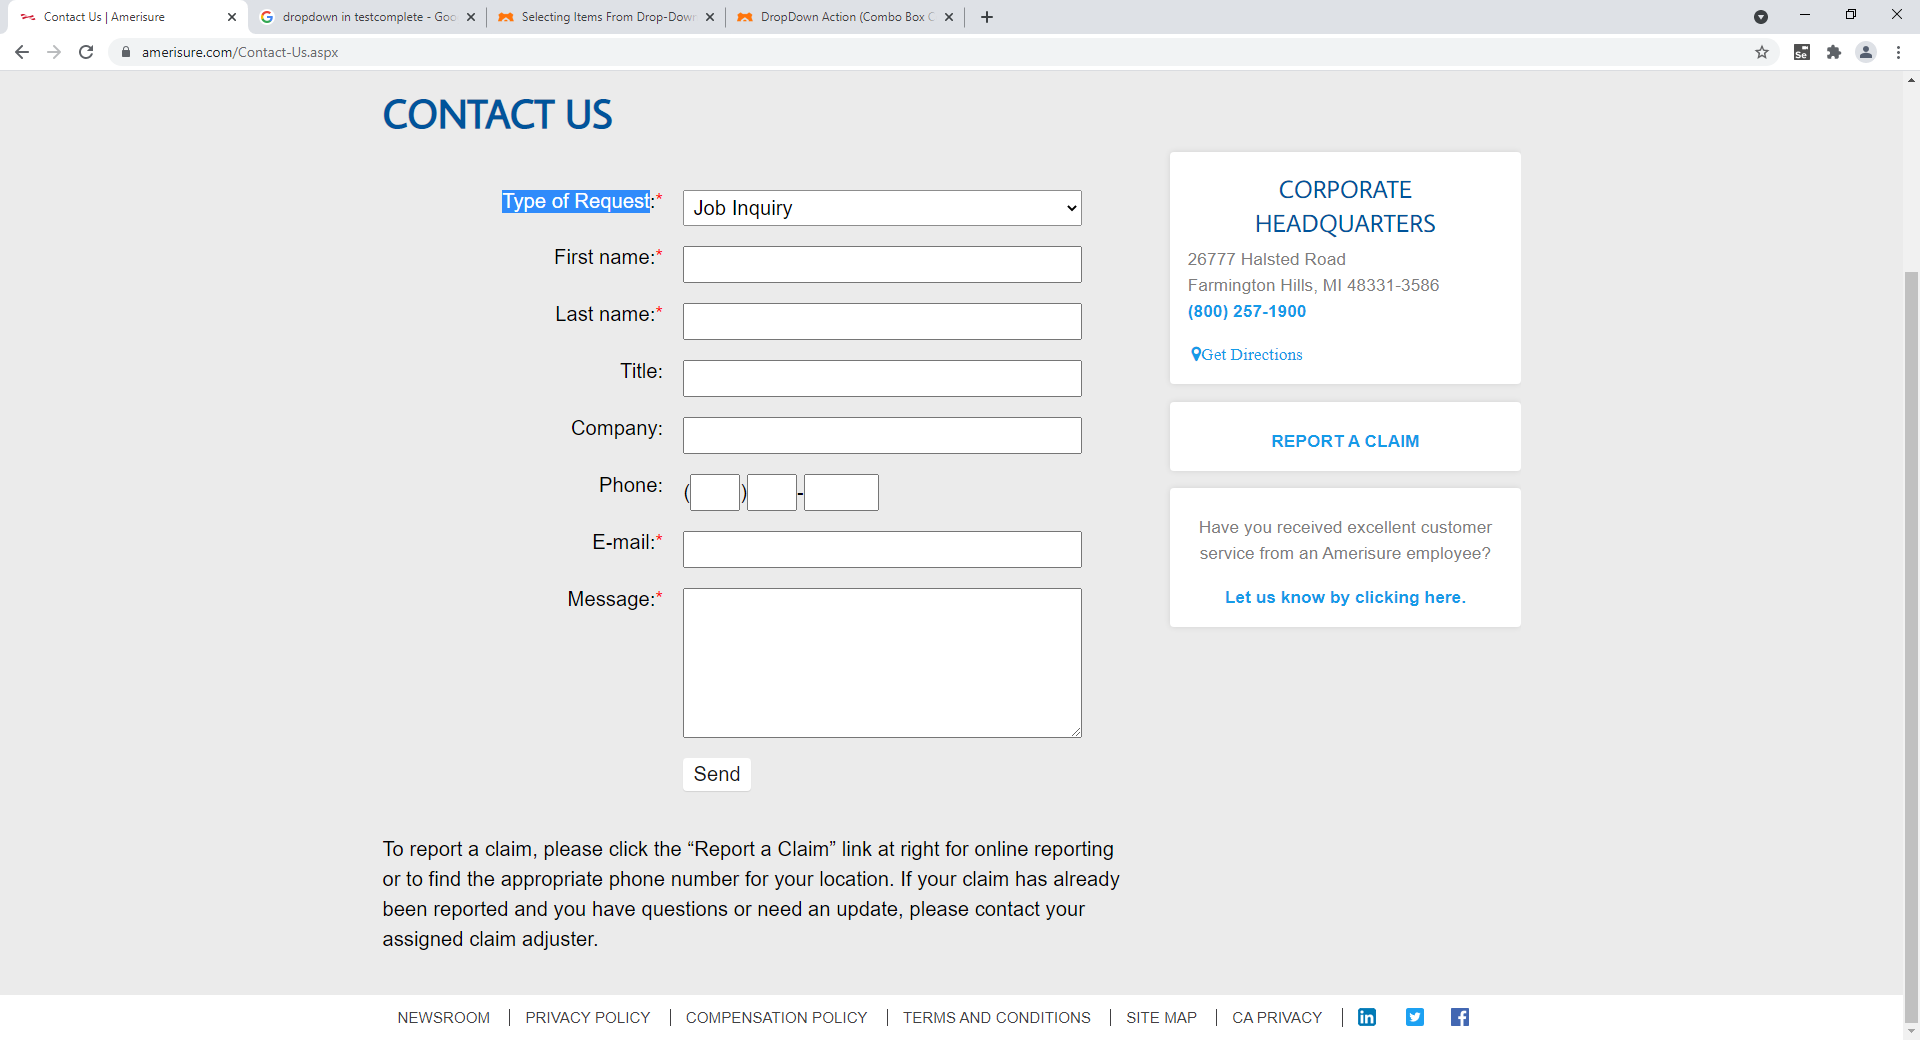 Contact Us | Amerisure
dropdown in testcomplete - Goo
Selecting Items From Drop-Down
DropDown Action (Combo Box C
amerisure.com/Contact-Us.aspx
CONTACT US
Type of Request:* Job Inquiry
First name:*
Last name:*
Title:
Company:
Phone: ( ) -
E-mail:*
Message:*
Send
To report a claim, please click the “Report a Claim” link at right for online reporting
or to find the appropriate phone number for your location. If your claim has already
been reported and you have questions or need an update, please contact your
assigned claim adjuster.
CORPORATE
HEADQUARTERS
26777 Halsted Road
Farmington Hills, MI 48331-3586
(800) 257-1900
Get Directions
REPORT A CLAIM
Have you received excellent customer
service from an Amerisure employee?
Let us know by clicking here.
NEWSROOM | PRIVACY POLICY | COMPENSATION POLICY | TERMS AND CONDITIONS | SITE MAP | CA PRIVACY |